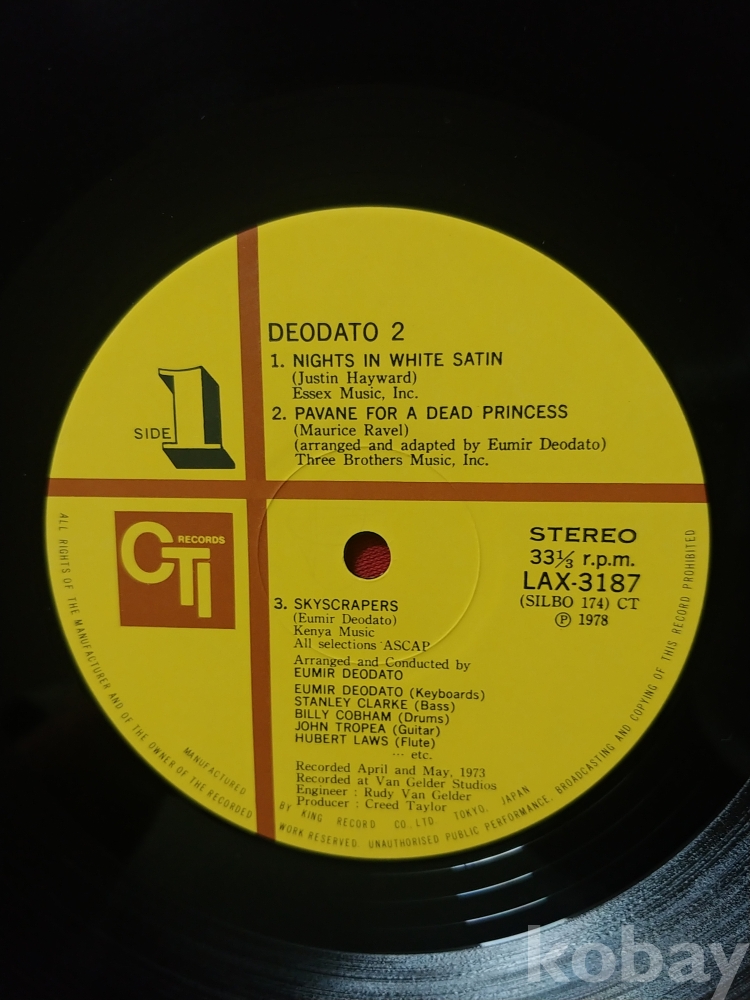 DEODATO 2
1. NIGHTS IN WHITE SATIN
(Justin Hayward)
Essex Music, Inc.
2. PAVANE FOR A DEAD PRINCESS
(Maurice Ravel)
(arranged and adapted by Eumir Deodato)
Three Brothers Music, Inc.
SIDE 1
CTI RECORDS
STEREO
33⅓ r.p.m.
LAX-3187
(SILBO 174) CT
Ⓟ 1978
3. SKYSCRAPERS
(Eumir Deodato)
Kenya Music
All selections ASCAP
Arranged and Conducted by
EUMIR DEODATO
EUMIR DEODATO (Keyboards)
STANLEY CLARKE (Bass)
BILLY COBHAM (Drums)
JOHN TROPEA (Guitar)
HUBERT LAWS (Flute)
… etc.
Recorded April and May, 1973
Recorded at Van Gelder Studios
Engineer : Rudy Van Gelder
Producer : Creed Taylor
MANUFACTURED BY KING RECORD CO., LTD. TOKYO, JAPAN
ALL RIGHTS OF THE MANUFACTURER AND OF THE OWNER OF THE RECORDED WORK RESERVED. UNAUTHORISED PUBLIC PERFORMANCE, BROADCASTING AND COPYING OF THIS RECORD PROHIBITED
kobay